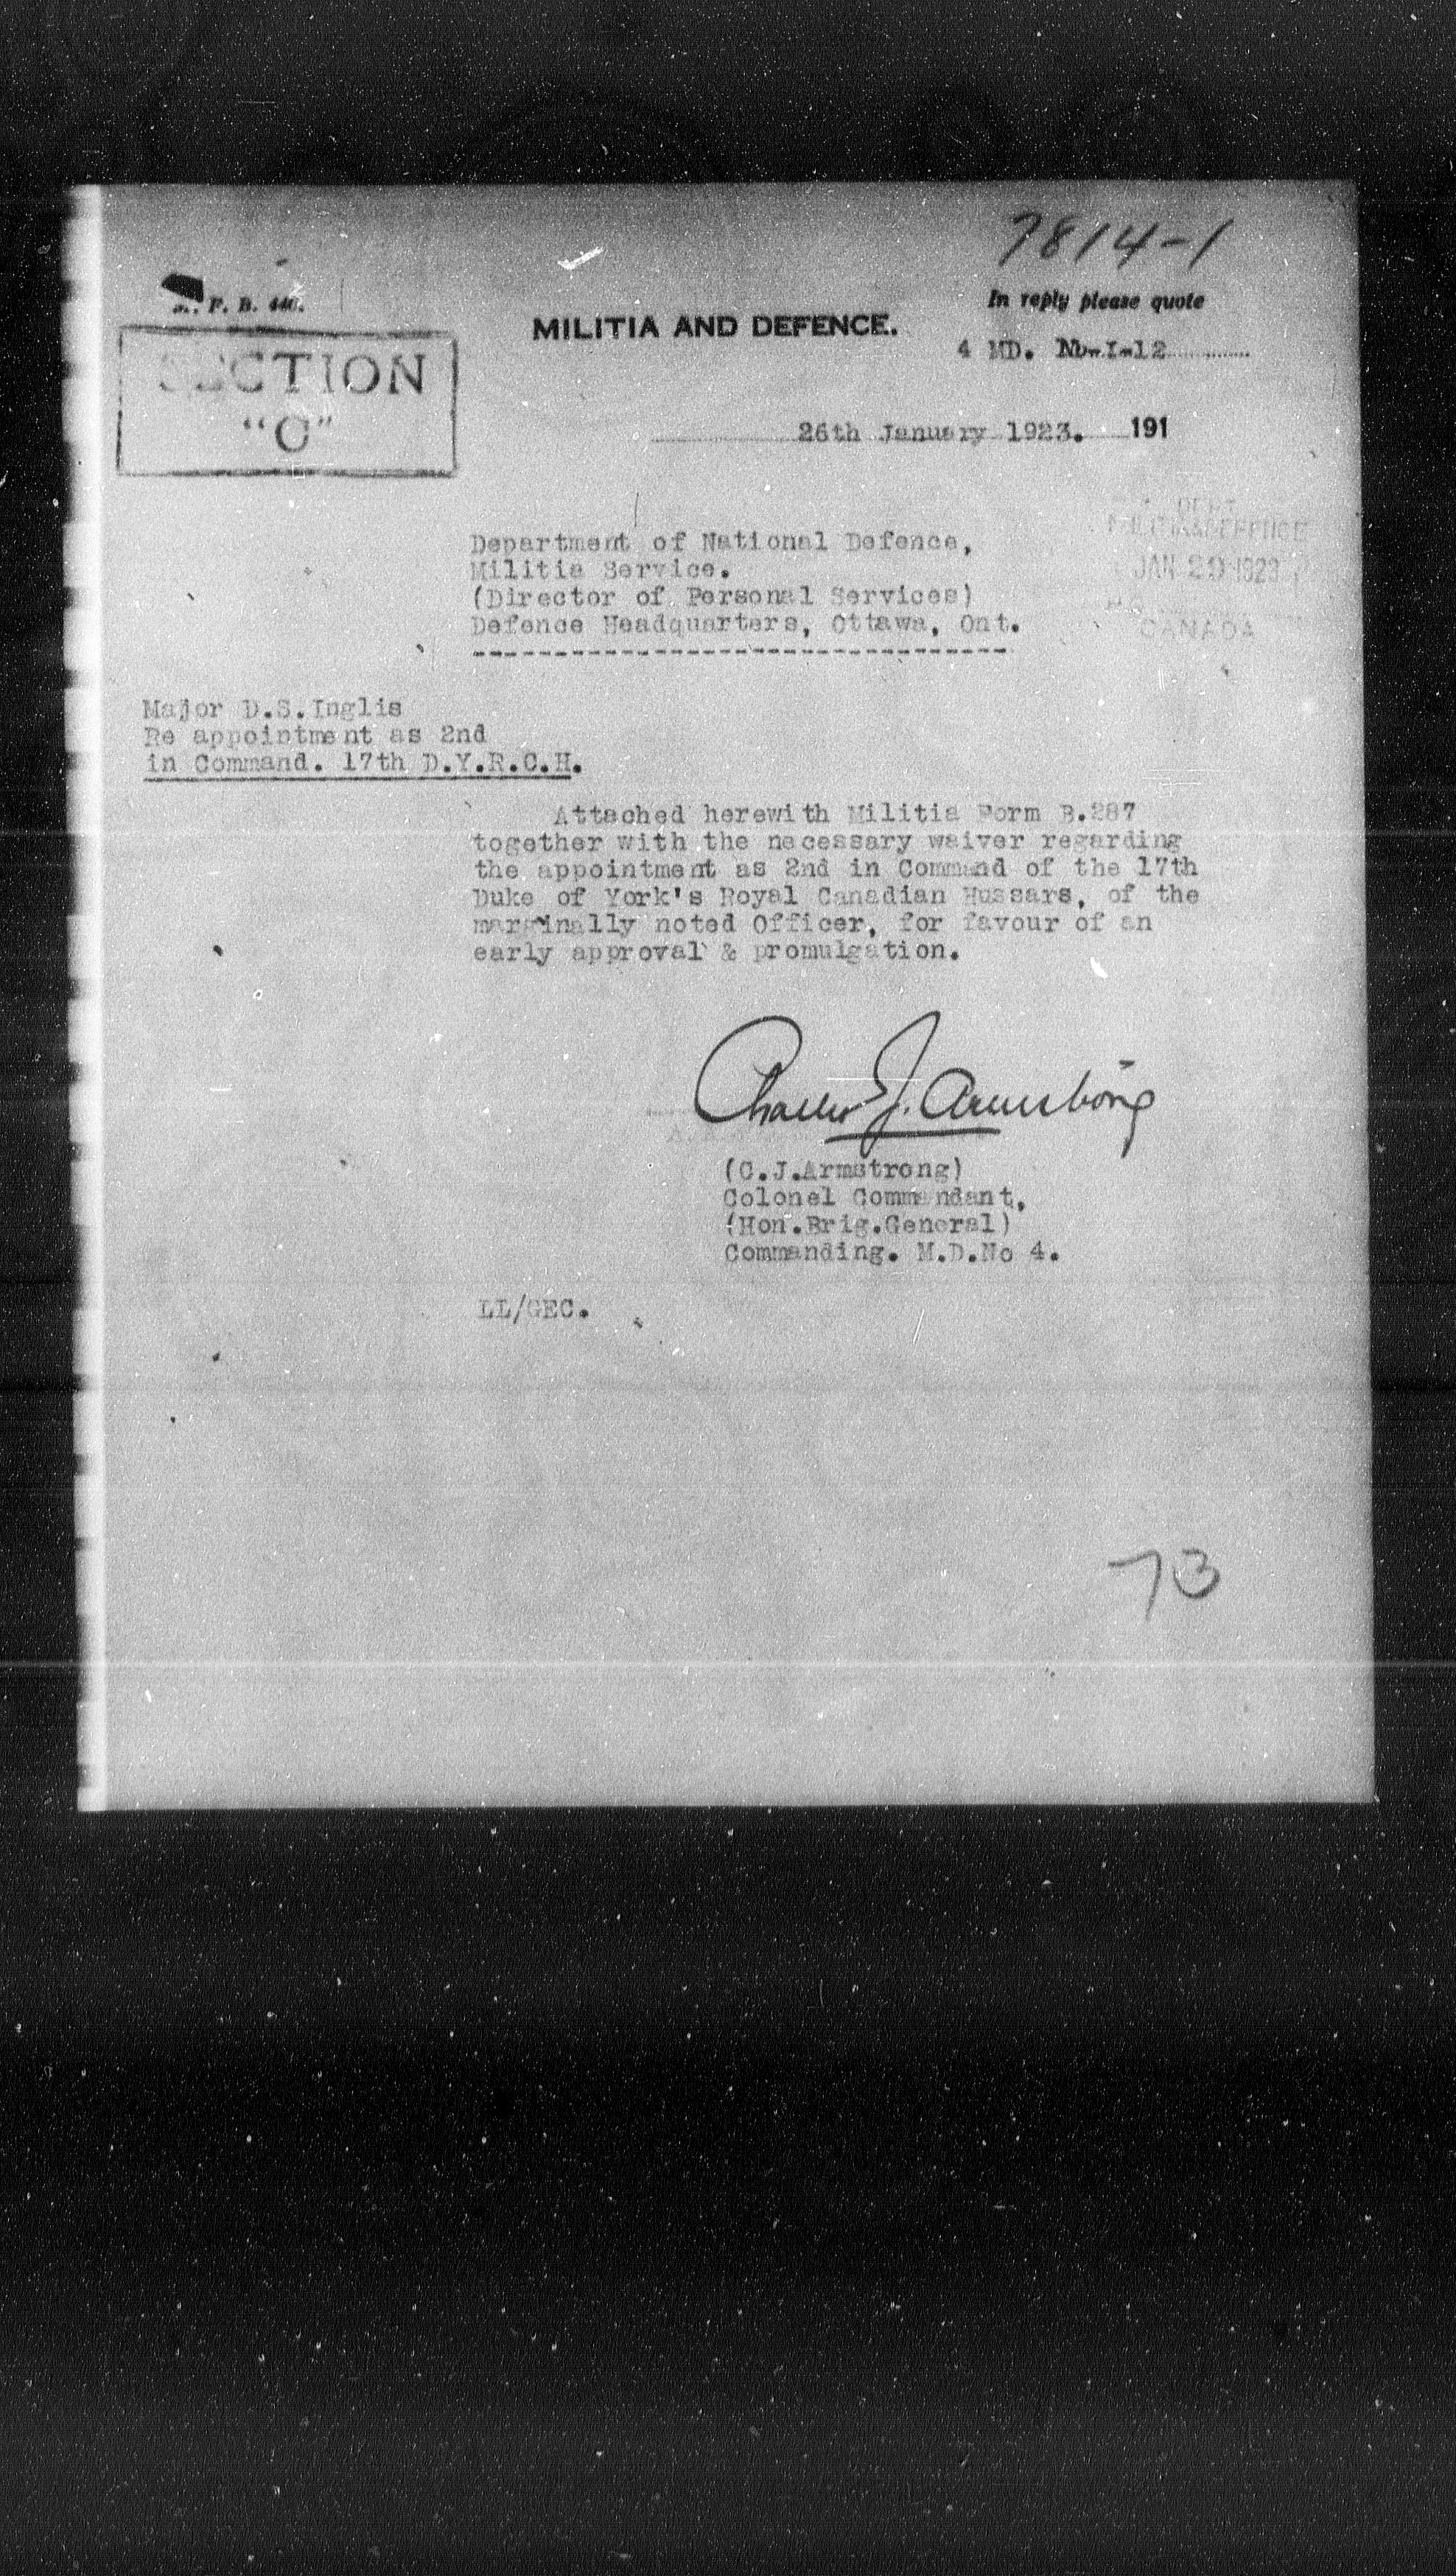 7814-1
F. B. 446.
In reply please quote
MILITIA AND DEFENCE.
4 MD. No-I-12
SECTION
"O"
26th January 1923. 191
DEPT
MILITIA & DEFENCE
JAN 29 1923
CANADA
Department of National Defence,
Militia Service.
(Director of Personal Services)
Defence Headquarters, Ottawa, Ont.
Major D.S.Inglis
Re appointment as 2nd
in Command. 17th D.Y.R.C.H.
Attached herewith Militia Form B.287
together with the necessary waiver regarding
the appointment as 2nd in Command of the 17th
Duke of York's Royal Canadian Hussars, of the
marginally noted Officer, for favour of an
early approval & promulgation.
Charles J. Armstrong
(C.J.Armstrong)
Colonel Commandant,
(Hon.Brig.General)
Commanding. M.D.No 4.
LL/GEC.
73